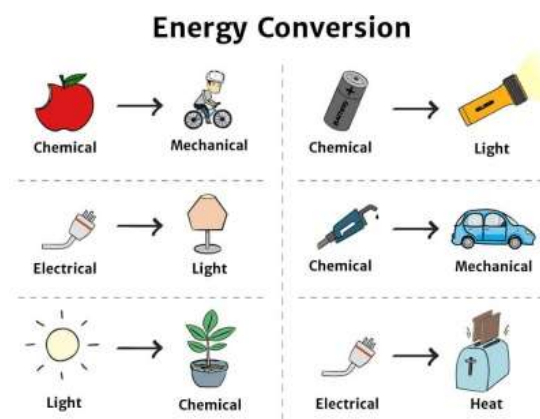 Energy Conversion
Chemical
Mechanical
Chemical
Light
Electrical
Light
Chemical
Mechanical
Light
Chemical
Electrical
Heat